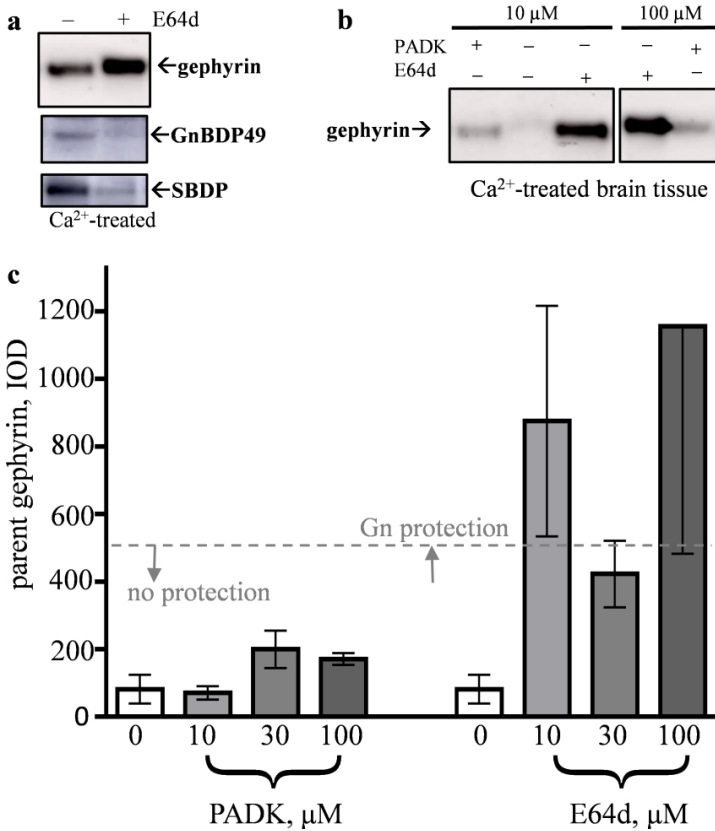 a
– + E64d
←gephyrin
←GnBDP49
←SBDP
Ca²⁺-treated
b
10 µM 100 µM
PADK + – – – +
E64d – – + + –
gephyrin→
Ca²⁺-treated brain tissue
c
parent gephyrin, IOD
1200
1000
800
600
400
200
0
Gn protection
no protection
0 10 30 100 0 10 30 100
PADK, µM E64d, µM